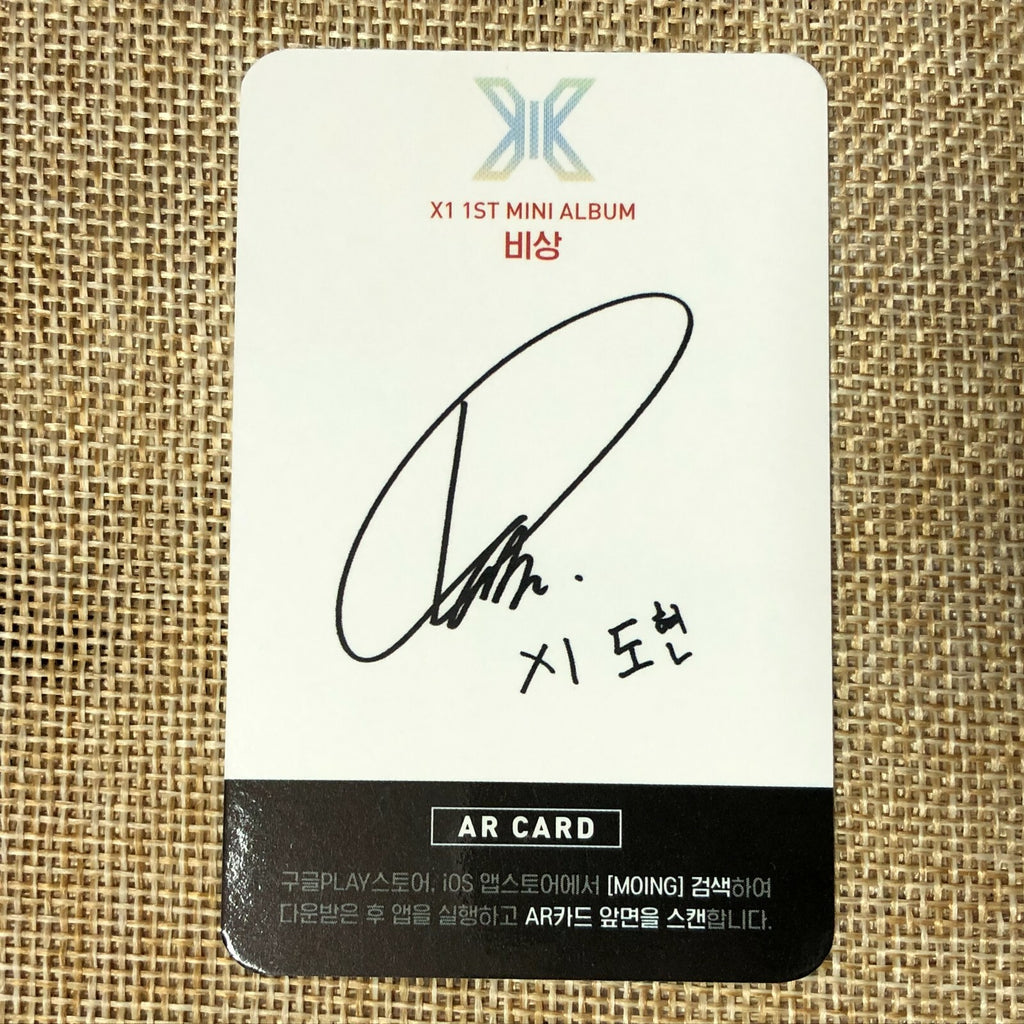 X1 1ST MINI ALBUM
비상
X1 도현
AR CARD
구글PLAY스토어, iOS 앱스토어에서 [MOING] 검색하여
다운받은 후 앱을 실행하고 AR카드 앞면을 스캔합니다.